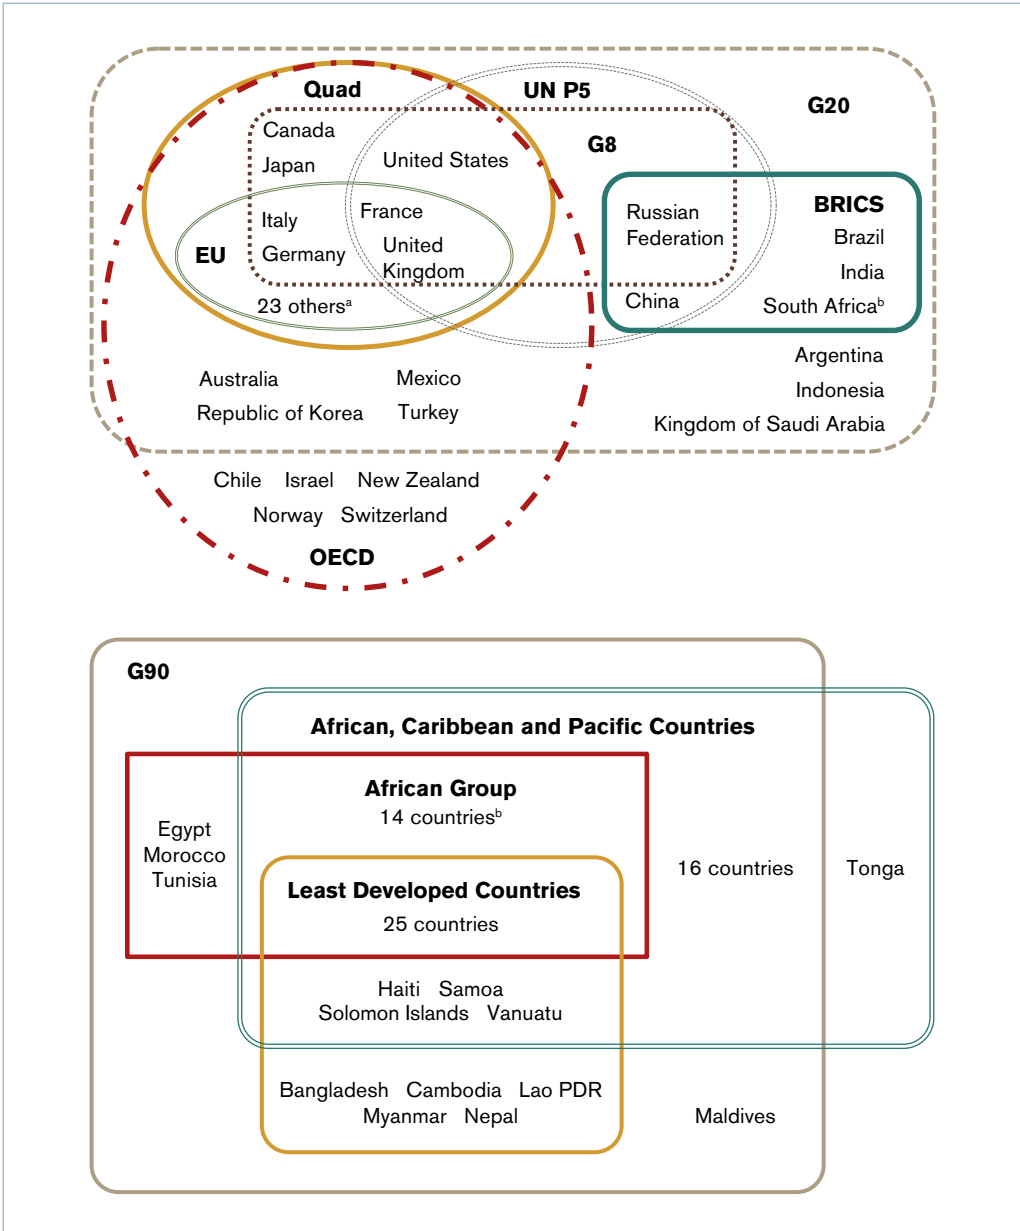 Quad
UN P5
G20
Canada
G8
Japan
United States
BRICS
Italy
France
Russian
Federation
EU
Germany
United
Kingdom
Brazil
India
23 othersᵃ
China
South Africaᵇ
Argentina
Australia
Mexico
Indonesia
Republic of Korea
Turkey
Kingdom of Saudi Arabia
Chile Israel New Zealand
Norway Switzerland
OECD
G90
African, Caribbean and Pacific Countries
African Group
14 countriesᵇ
Egypt
Morocco
Tunisia
16 countries
Tonga
Least Developed Countries
25 countries
Haiti Samoa
Solomon Islands Vanuatu
Bangladesh Cambodia Lao PDR
Myanmar Nepal
Maldives